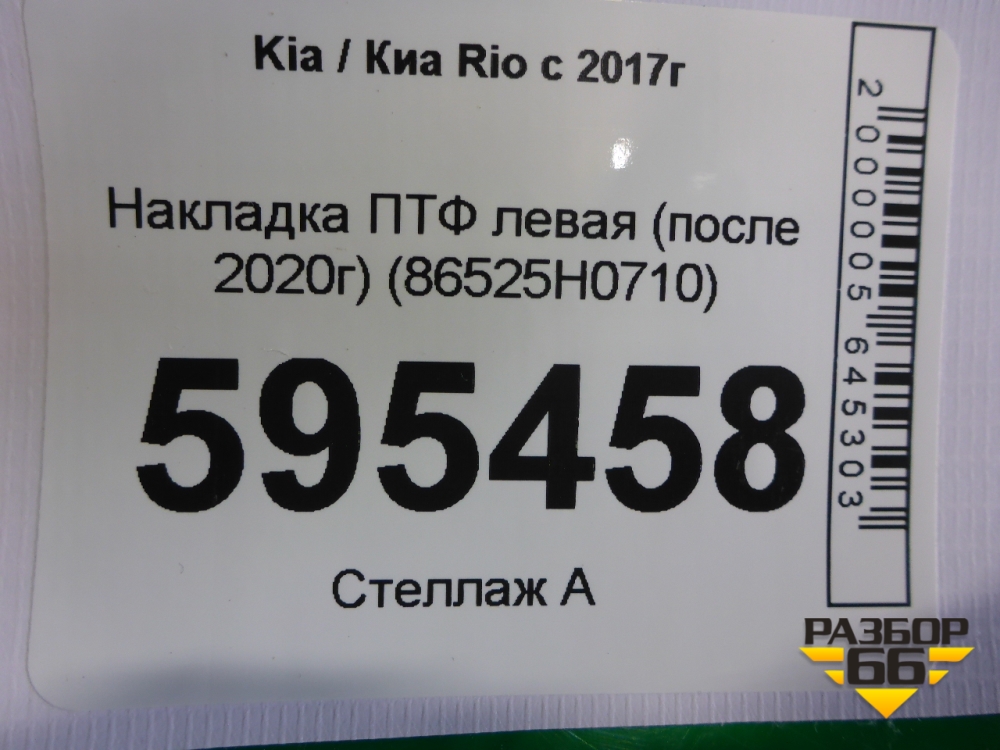 Kia / Киа Rio с 2017г
Накладка ПТФ левая (после
2020г) (86525H0710)
595458
Стеллаж А
2000005645303
РАЗБОР
66